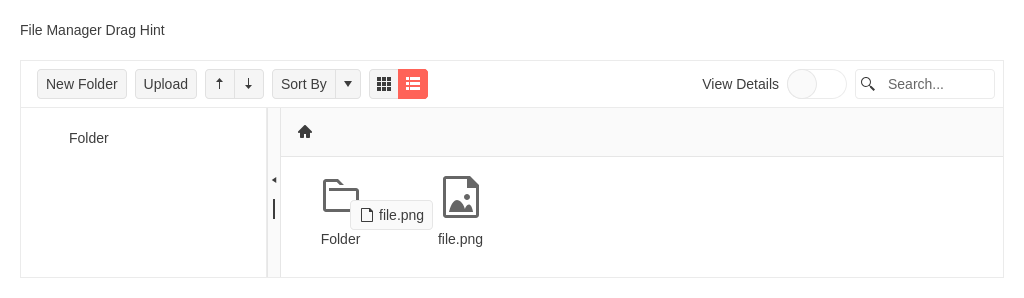 File Manager Drag Hint
New Folder Upload Sort By View Details Search...
Folder
file.png
Folder file.png